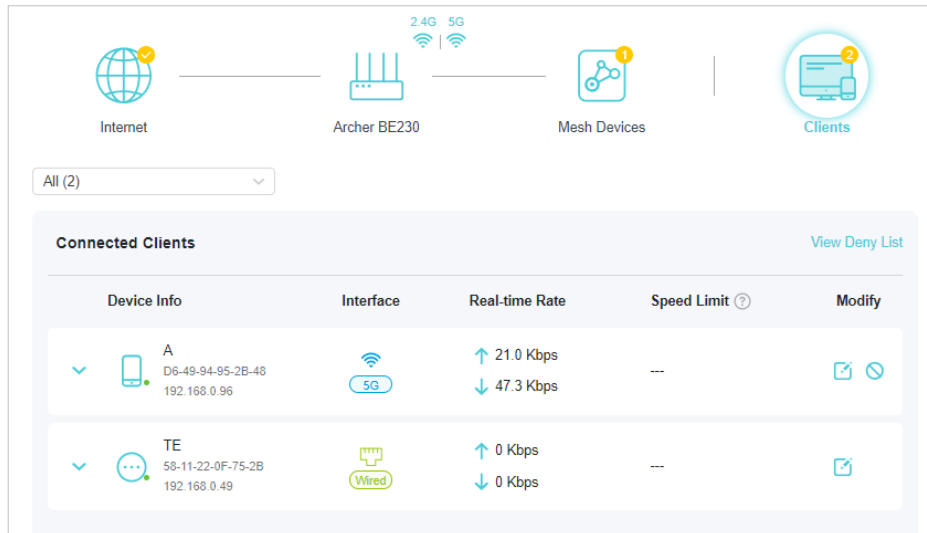 2.4G 5G
1
2
Internet
Archer BE230
Mesh Devices
Clients
All (2)
Connected Clients
View Deny List
Device Info
Interface
Real-time Rate
Speed Limit ?
Modify
A
D6-49-94-95-2B-48
192.168.0.96
5G
21.0 Kbps
47.3 Kbps
---
TE
58-11-22-0F-75-2B
192.168.0.49
Wired
0 Kbps
0 Kbps
---